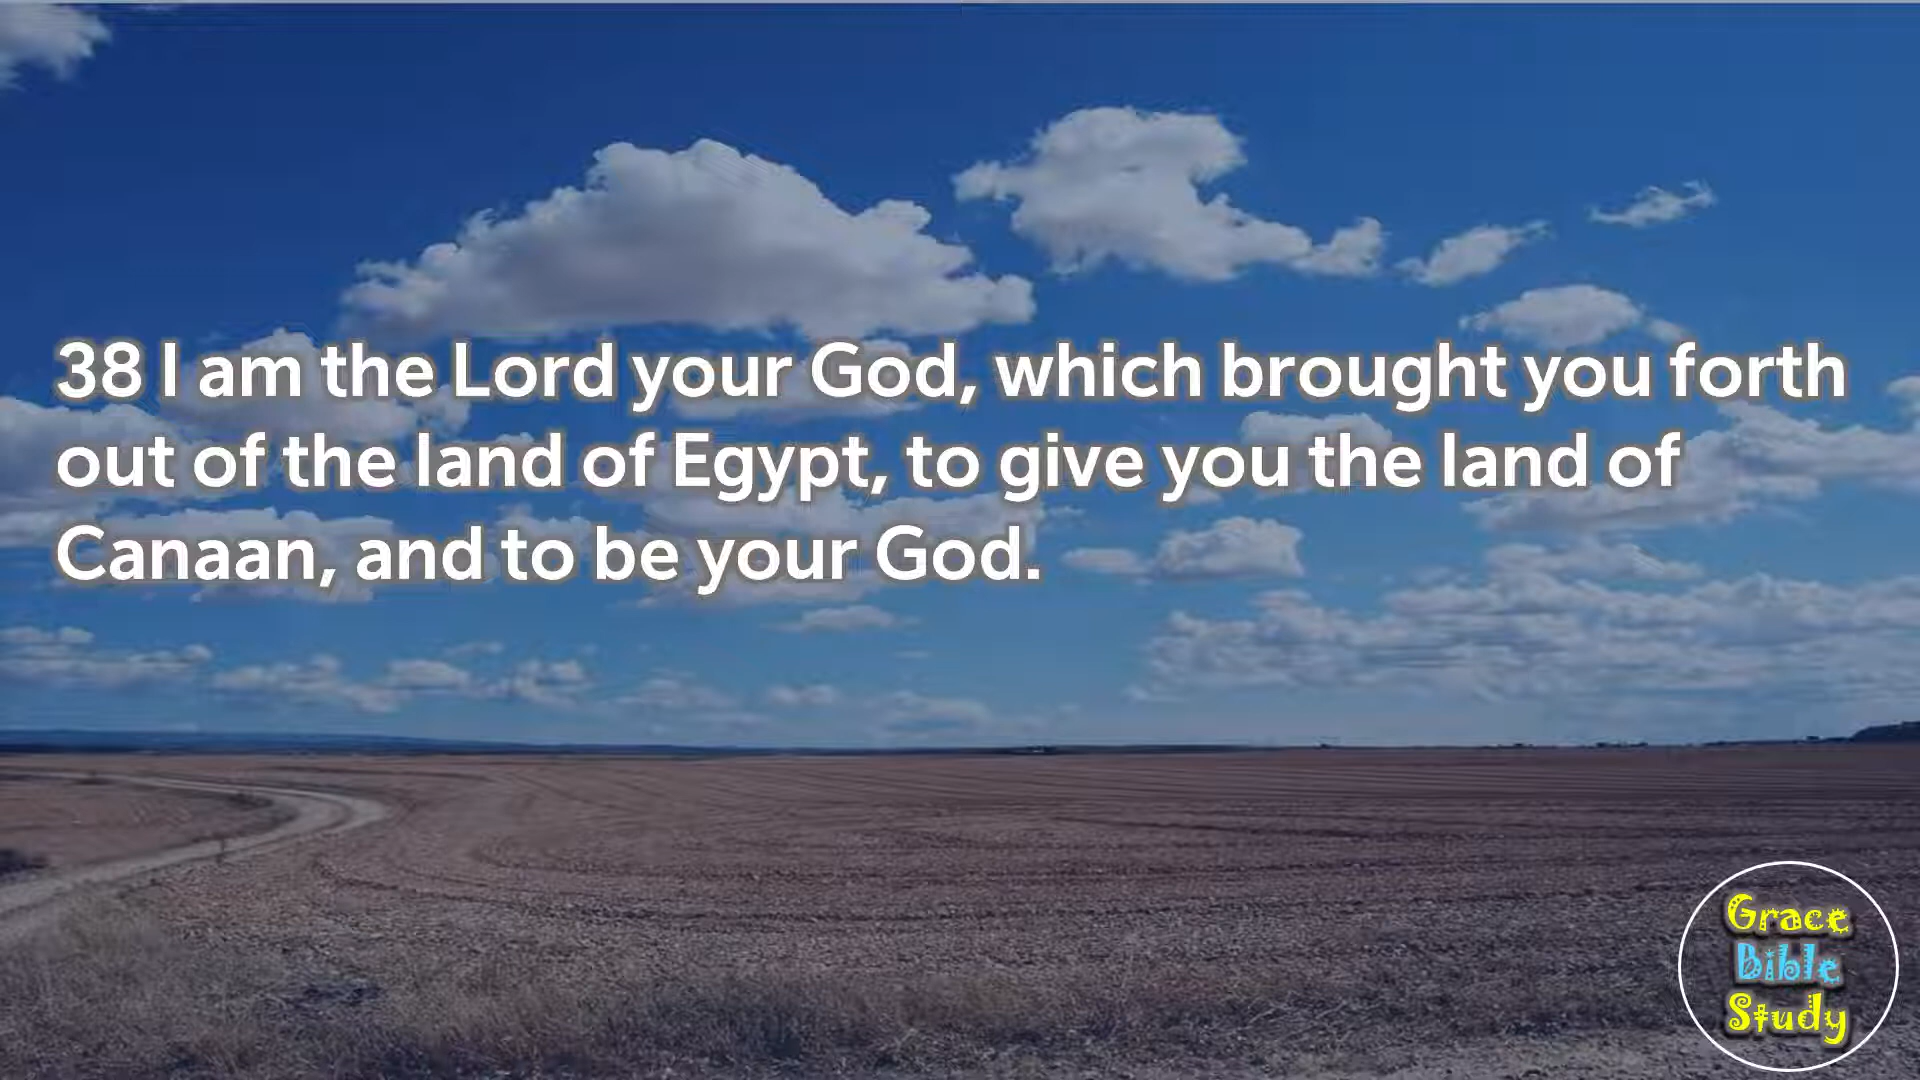 38 I am the Lord your God, which brought you forth
out of the land of Egypt, to give you the land of
Canaan, and to be your God.
Grace
Bible
Study